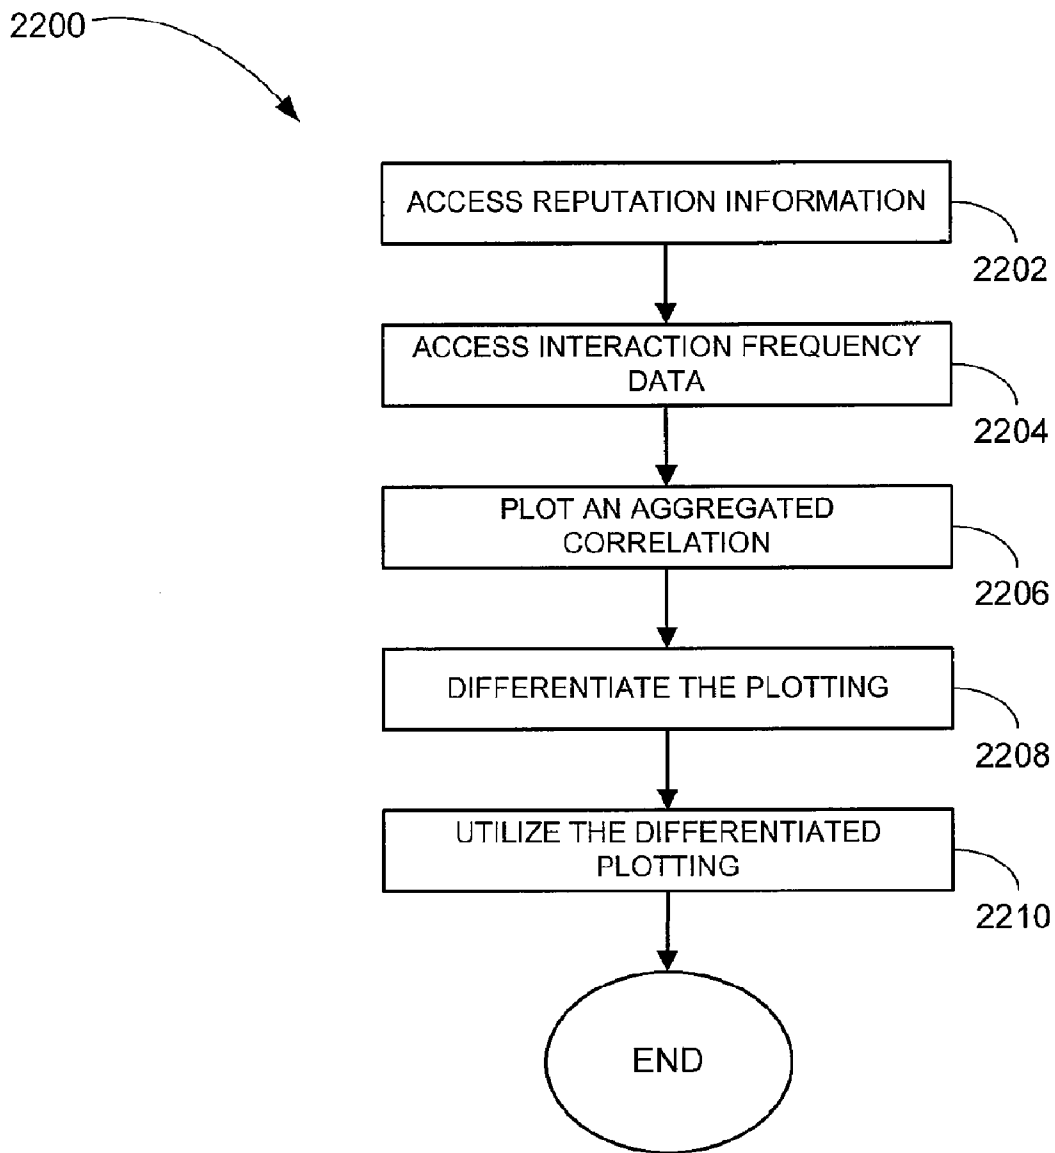 2200
ACCESS REPUTATION INFORMATION
2202
ACCESS INTERACTION FREQUENCY
DATA
2204
PLOT AN AGGREGATED
CORRELATION
2206
DIFFERENTIATE THE PLOTTING
2208
UTILIZE THE DIFFERENTIATED
PLOTTING
2210
END